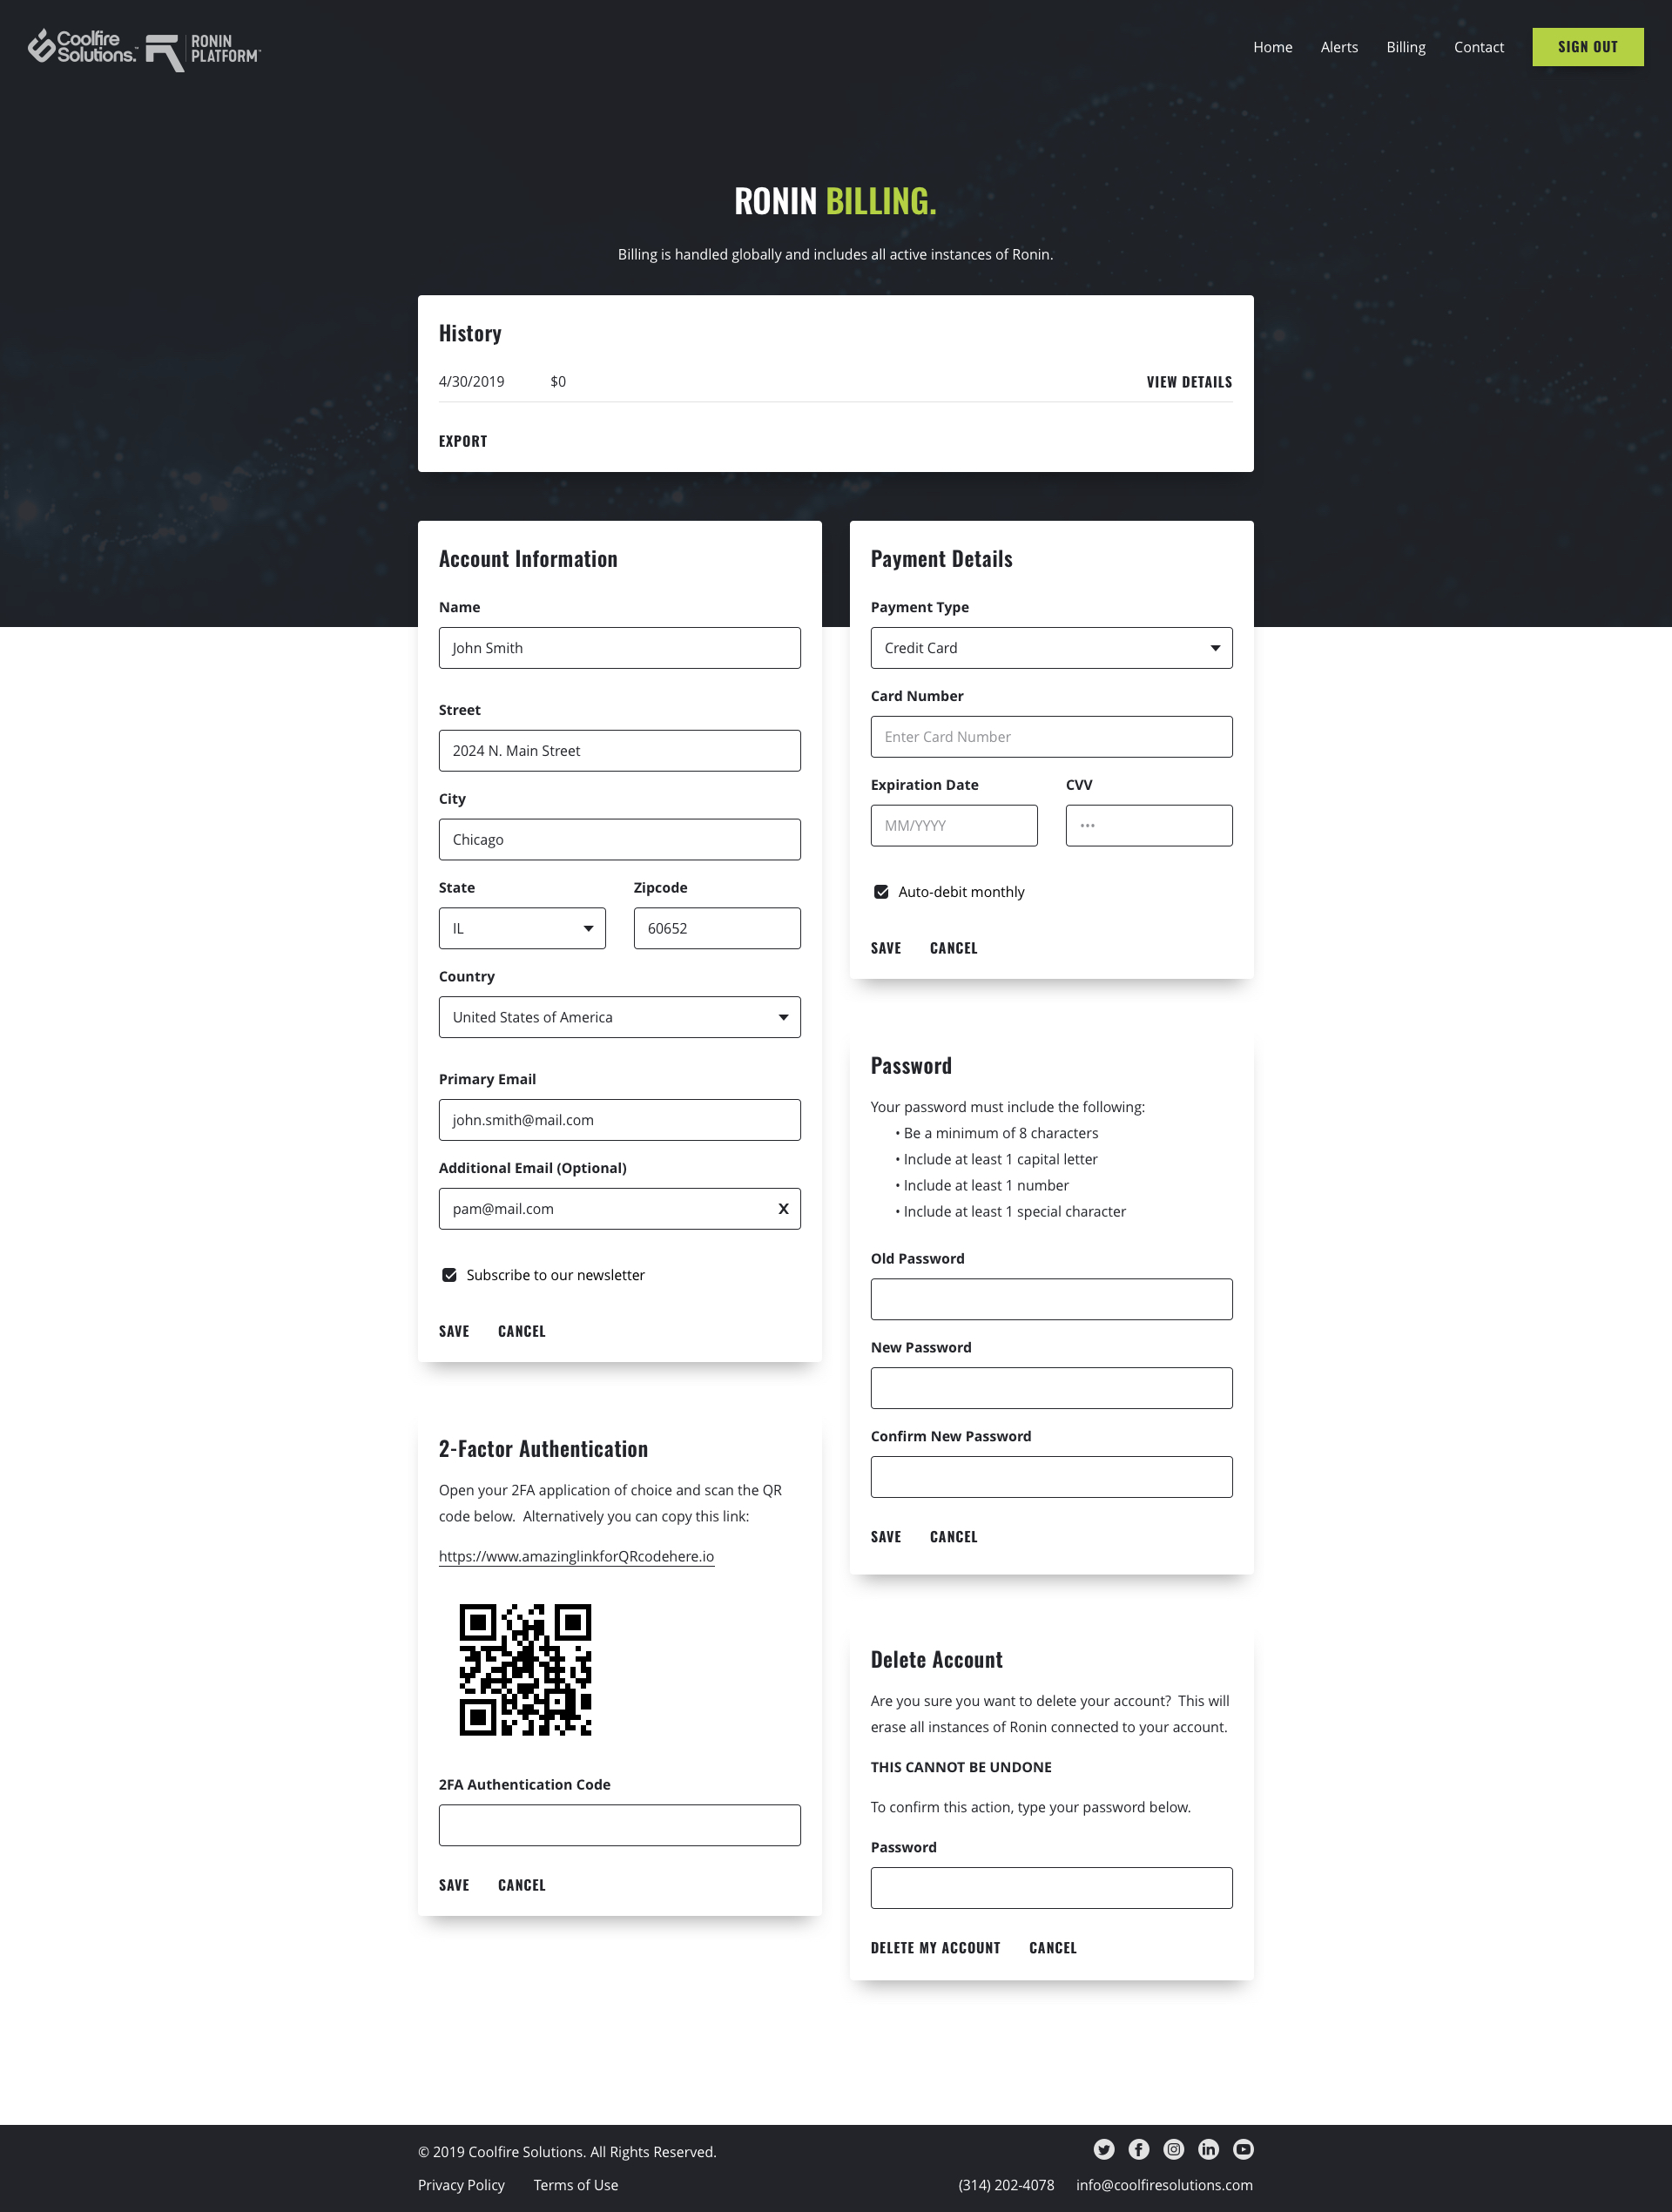 Coolfire Solutions.™ RONIN PLATFORM™
Home Alerts Billing Contact SIGN OUT
RONIN BILLING.
Billing is handled globally and includes all active instances of Ronin.
History
4/30/2019 $0 VIEW DETAILS
EXPORT
Account Information
Name
John Smith
Street
2024 N. Main Street
City
Chicago
State Zipcode
IL 60652
Country
United States of America
Primary Email
john.smith@mail.com
Additional Email (Optional)
pam@mail.com X
Subscribe to our newsletter
SAVE CANCEL
2-Factor Authentication
Open your 2FA application of choice and scan the QR
code below.  Alternatively you can copy this link:
https://www.amazinglinkforQRcodehere.io
2FA Authentication Code
SAVE CANCEL
Payment Details
Payment Type
Credit Card
Card Number
Enter Card Number
Expiration Date CVV
MM/YYYY •••
Auto-debit monthly
SAVE CANCEL
Password
Your password must include the following:
• Be a minimum of 8 characters
• Include at least 1 capital letter
• Include at least 1 number
• Include at least 1 special character
Old Password
New Password
Confirm New Password
SAVE CANCEL
Delete Account
Are you sure you want to delete your account?  This will
erase all instances of Ronin connected to your account.
THIS CANNOT BE UNDONE
To confirm this action, type your password below.
Password
DELETE MY ACCOUNT CANCEL
© 2019 Coolfire Solutions. All Rights Reserved.
Privacy Policy Terms of Use (314) 202-4078 info@coolfiresolutions.com